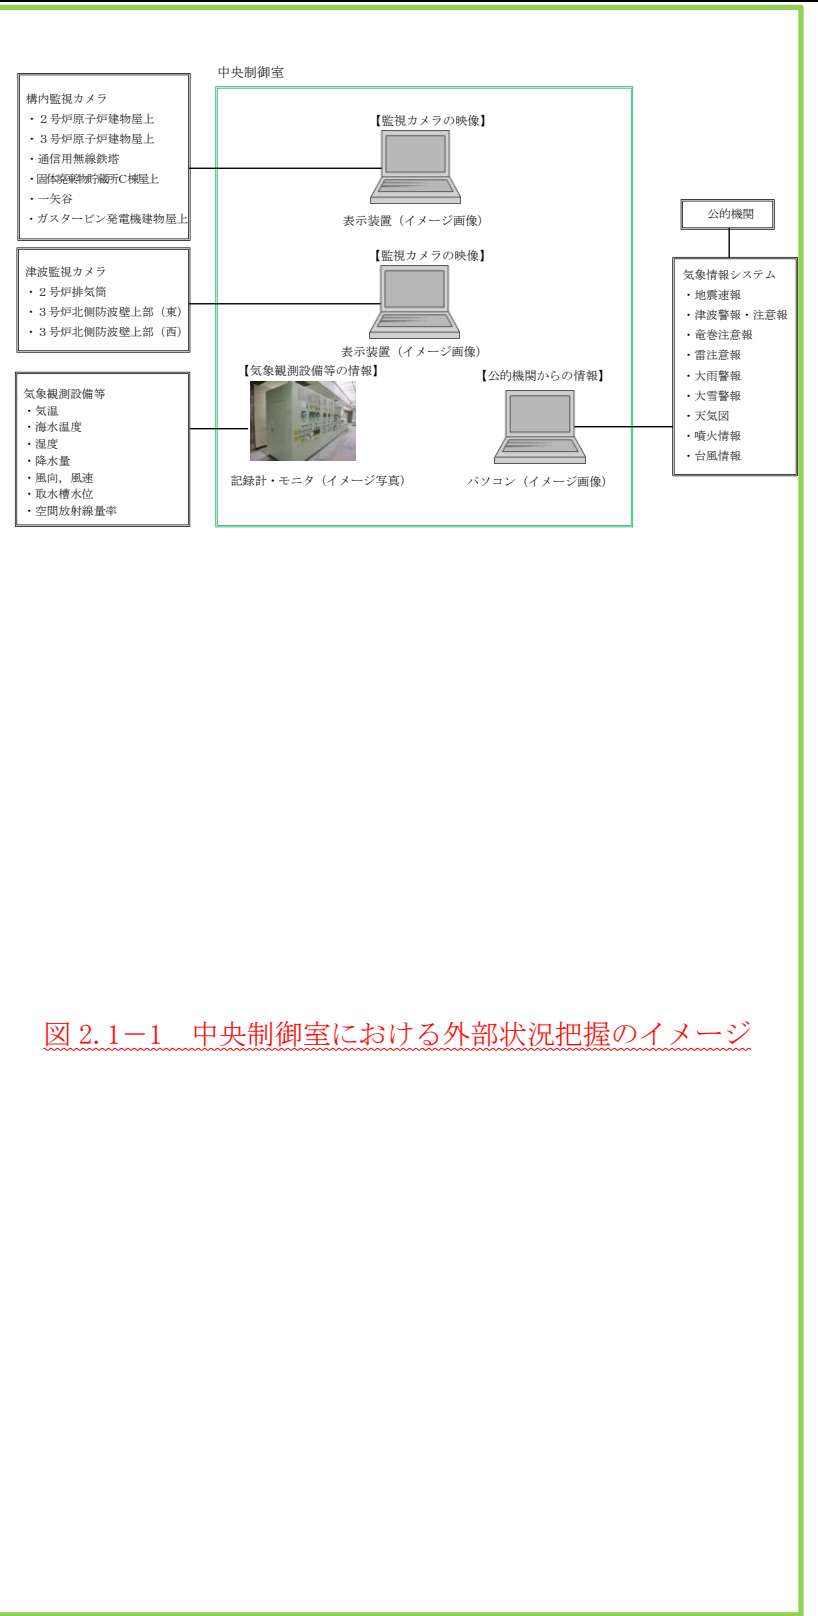 中央制御室
構内監視カメラ
・２号炉原子炉建物屋上
・３号炉原子炉建物屋上
・通信用無線鉄塔
・固体廃棄物貯蔵所C棟屋上
・一矢谷
・ガスタービン発電機建物屋上
【監視カメラの映像】
表示装置（イメージ画像）
津波監視カメラ
・２号炉排気筒
・３号炉北側防波壁上部（東）
・３号炉北側防波壁上部（西）
【監視カメラの映像】
表示装置（イメージ画像）
気象観測設備等
・気温
・海水温度
・湿度
・降水量
・風向，風速
・取水槽水位
・空間放射線量率
【気象観測設備等の情報】
記録計・モニタ（イメージ写真）
【公的機関からの情報】
パソコン（イメージ画像）
公的機関
気象情報システム
・地震速報
・津波警報・注意報
・竜巻注意報
・雷注意報
・大雨警報
・大雪警報
・天気図
・噴火情報
・台風情報
図 2.1－1　中央制御室における外部状況把握のイメージ